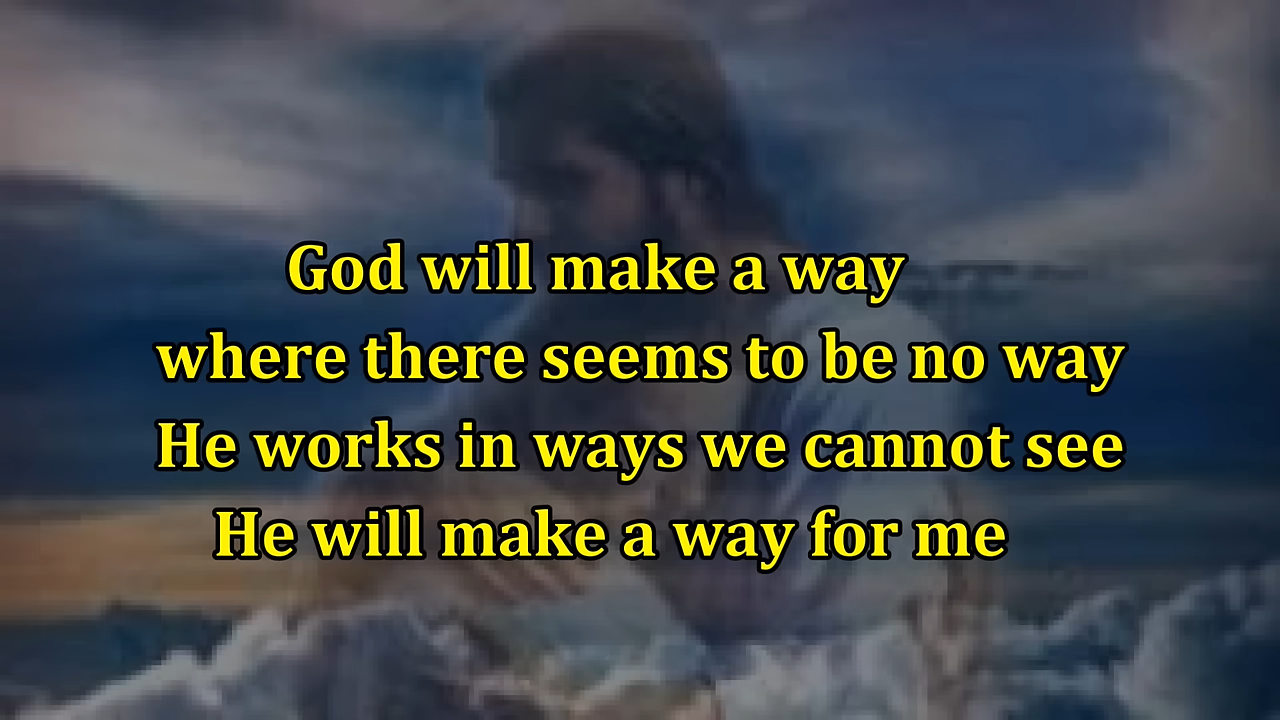 God will make a way
where there seems to be no way
He works in ways we cannot see
He will make a way for me